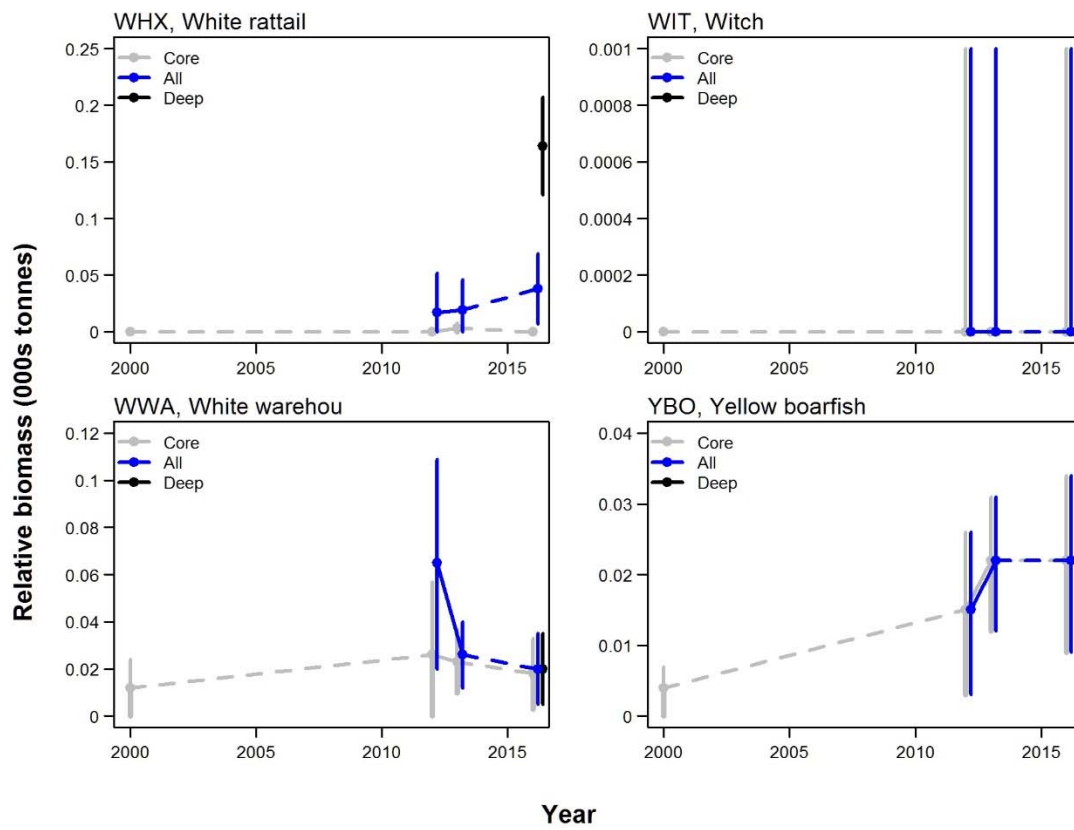 WHX, White rattail
0.25
0.2
0.15
0.1
0.05
0
Core
All
Deep
2000 2005 2010 2015
WIT, Witch
0.001
0.0008
0.0006
0.0004
0.0002
0
Core
All
Deep
2000 2005 2010 2015
WWA, White warehou
0.12
0.1
0.08
0.06
0.04
0.02
0
Core
All
Deep
2000 2005 2010 2015
YBO, Yellow boarfish
0.04
0.03
0.02
0.01
0
Core
All
Deep
2000 2005 2010 2015
Relative biomass (000s tonnes)
Year